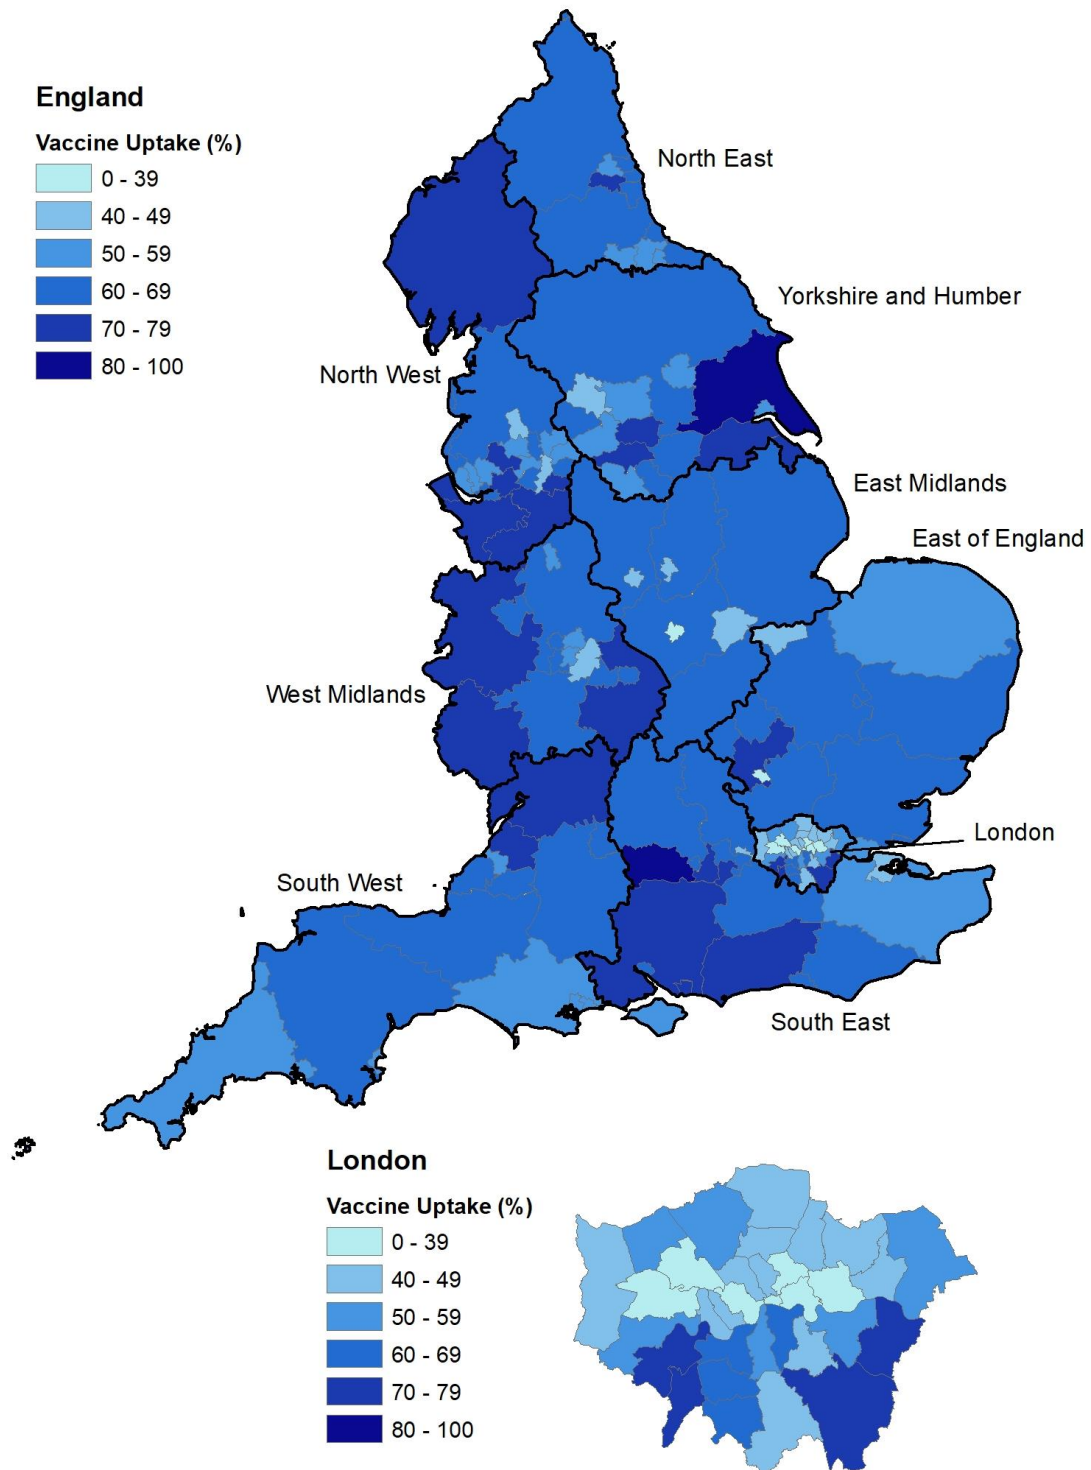 England
Vaccine Uptake (%)
0 - 39
40 - 49
50 - 59
60 - 69
70 - 79
80 - 100
North East
Yorkshire and Humber
North West
East Midlands
East of England
West Midlands
London
South West
South East
London
Vaccine Uptake (%)
0 - 39
40 - 49
50 - 59
60 - 69
70 - 79
80 - 100